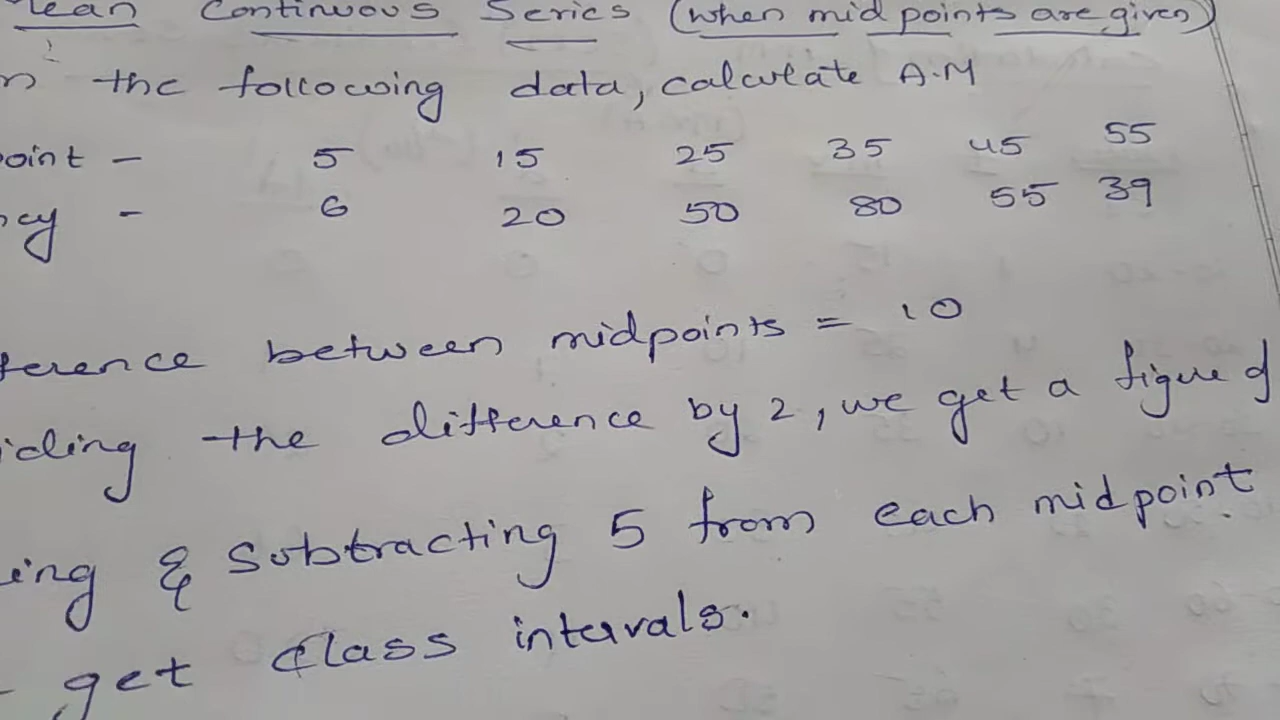 Mean Continuous Series (when mid points are given)
the following data, calculate A.M
oint - 5 15 25 35 45 55
cy - 6 20 50 80 55 39
ference between midpoints = 10
iding the difference by 2, we get a figure of
ing & Subtracting 5 from each midpoint
get Class intervals.